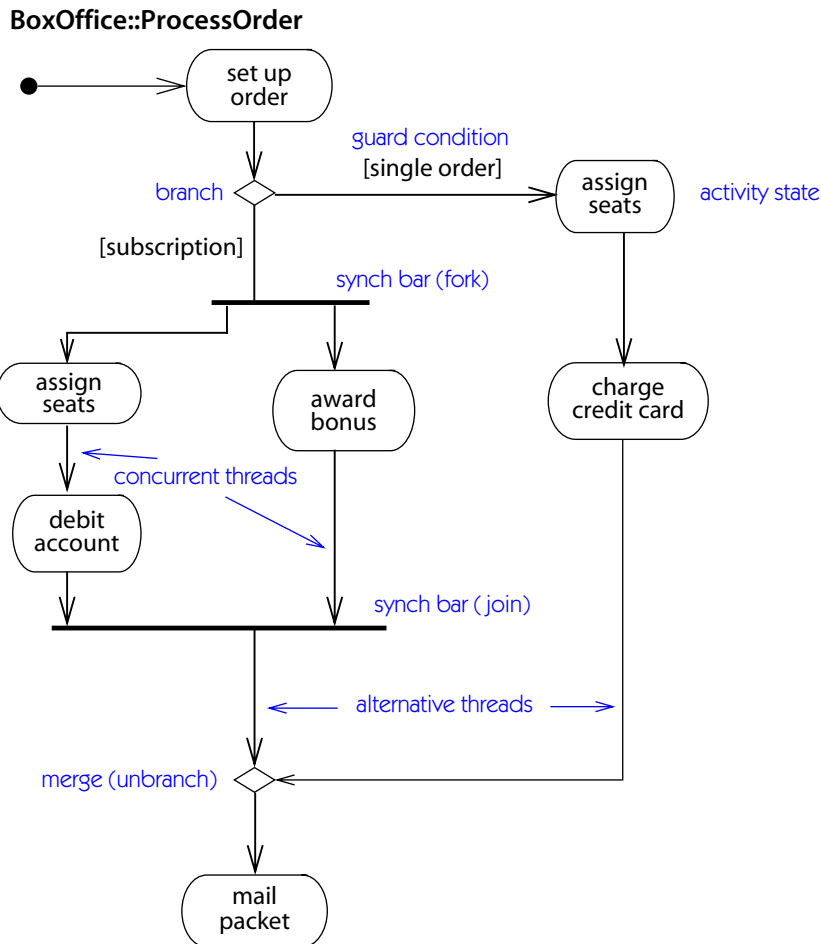 BoxOffice::ProcessOrder
set up
order
guard condition
[single order]
branch
assign
seats
activity state
[subscription]
synch bar (fork)
assign
seats
award
bonus
charge
credit card
concurrent threads
debit
account
synch bar (join)
alternative threads
merge (unbranch)
mail
packet